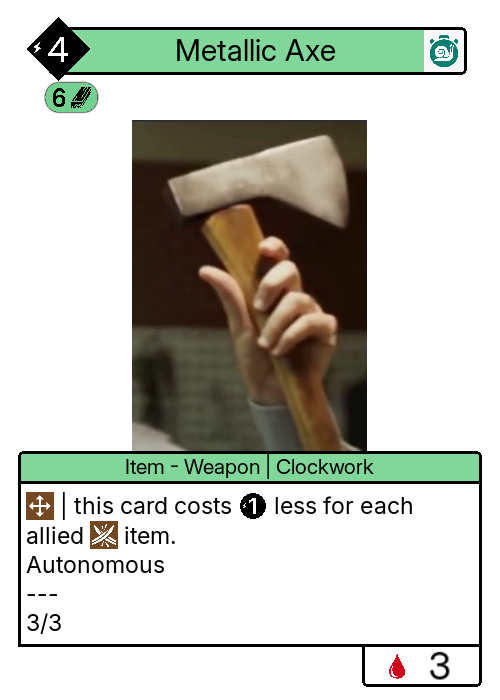 4
Metallic Axe
6
Item - Weapon | Clockwork
| this card costs 1 less for each
allied item.
Autonomous
---
3/3
3